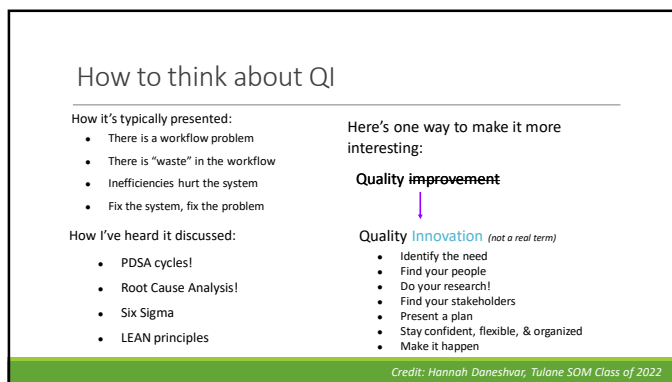 How to think about QI
How it's typically presented:
● There is a workflow problem
● There is “waste” in the workflow
● Inefficiencies hurt the system
● Fix the system, fix the problem
How I've heard it discussed:
● PDSA cycles!
● Root Cause Analysis!
● Six Sigma
● LEAN principles
Here's one way to make it more
interesting:
Quality improvement
Quality Innovation (not a real term)
● Identify the need
● Find your people
● Do your research!
● Find your stakeholders
● Present a plan
● Stay confident, flexible, & organized
● Make it happen
Credit: Hannah Daneshvar, Tulane SOM Class of 2022